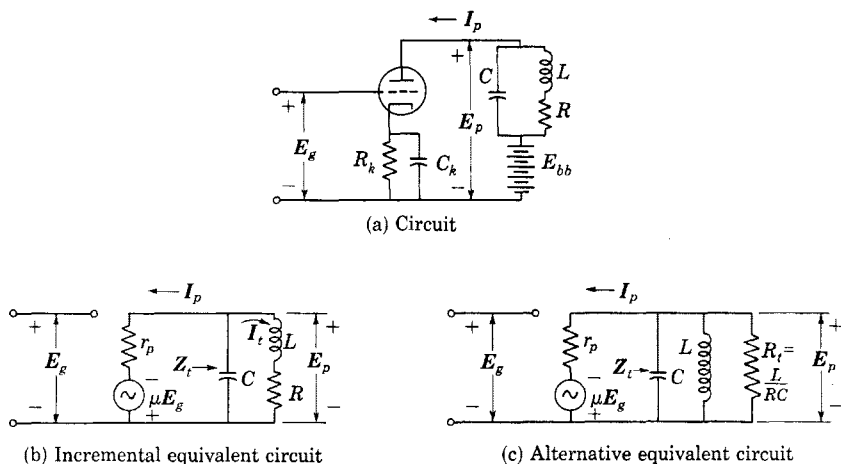 I_p
+
C
L
+
E_p
R
E_g
R_k
C_k
E_bb
−
−
(a) Circuit
I_p
I_p
+
+
+
+
r_p
I_t
L
r_p
L
R_t =
L
RC
E_g
Z_t
E_p
E_g
Z_t
E_p
−
C
−
C
μE_g
R
μE_g
−
+
−
−
+
−
(b) Incremental equivalent circuit
(c) Alternative equivalent circuit